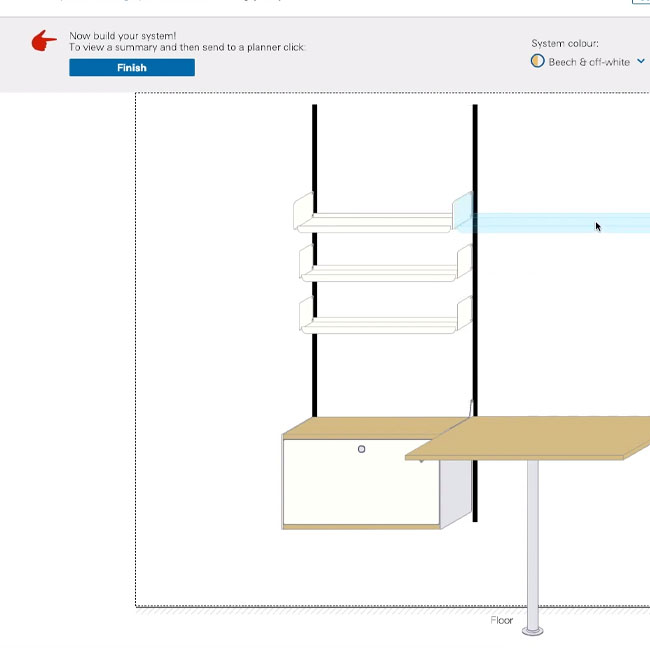 Now build your system!
To view a summary and then send to a planner click:
Finish
System colour:
Beech & off-white
Floor